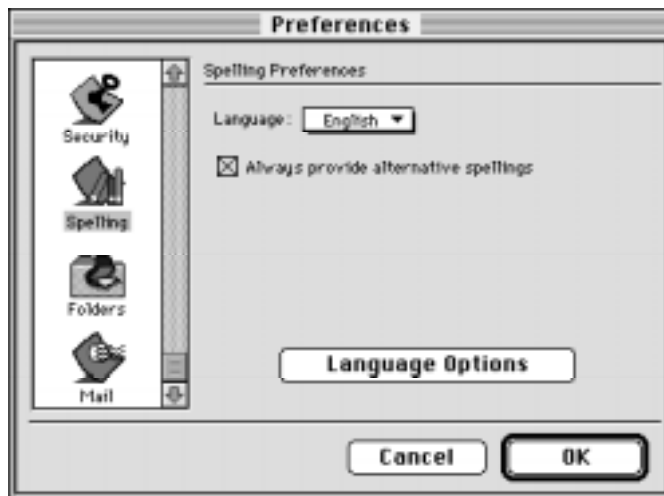 Preferences
Security
Spelling
Folders
Mail
Spelling Preferences
Language: English
Always provide alternative spellings
Language Options
Cancel OK